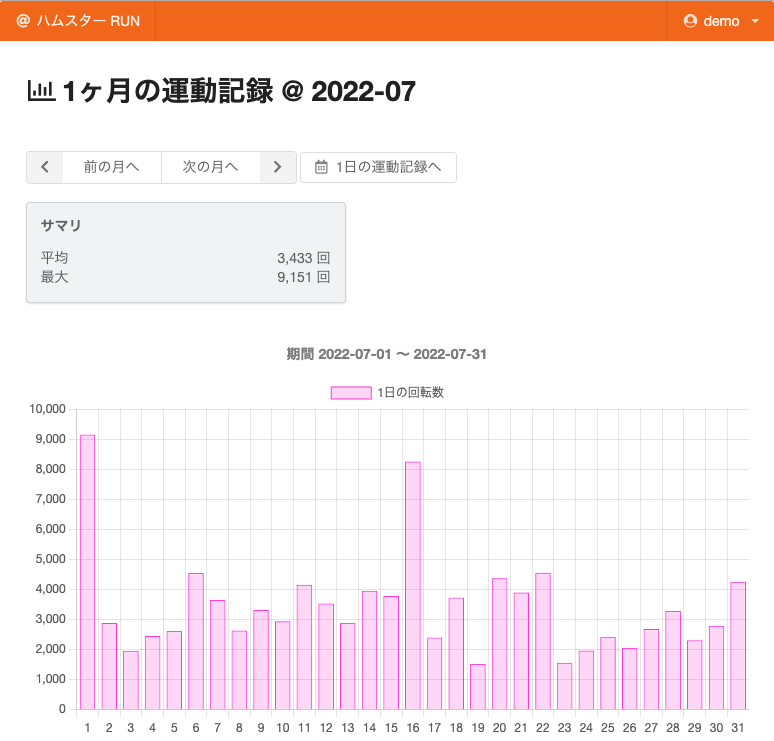 @ ハムスター RUN demo
1ヶ月の運動記録 @ 2022-07
前の月へ 次の月へ 1日の運動記録へ
サマリ
平均 3,433 回
最大 9,151 回
期間 2022-07-01 〜 2022-07-31
1日の回転数
10,000
9,000
8,000
7,000
6,000
5,000
4,000
3,000
2,000
1,000
0
1 2 3 4 5 6 7 8 9 10 11 12 13 14 15 16 17 18 19 20 21 22 23 24 25 26 27 28 29 30 31